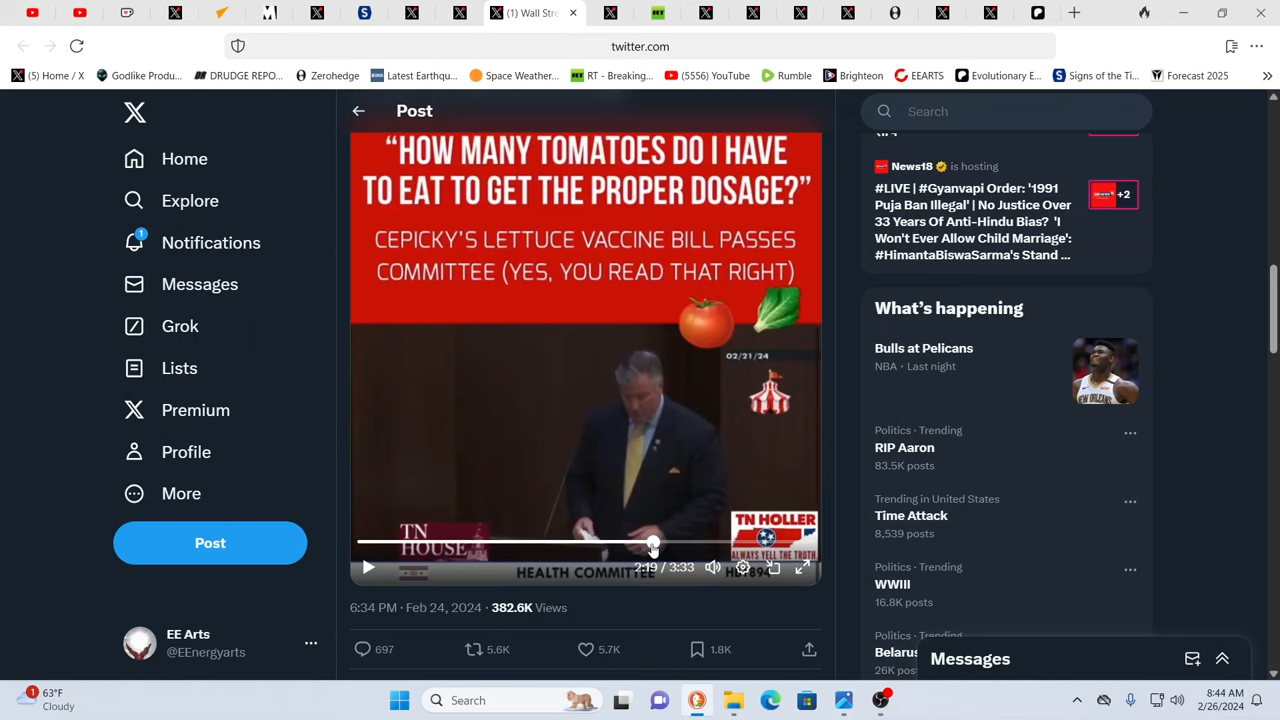 (1) Wall Stre
twitter.com
(5) Home / X
Godlike Produ...
DRUDGE REPO...
Zerohedge
Latest Earthqu...
Space Weather...
RT - Breaking...
(5556) YouTube
Rumble
Brighteon
EEARTS
Evolutionary E...
Signs of the Ti...
Forecast 2025
Home
Explore
1
Notifications
Messages
Grok
Lists
Premium
Profile
More
Post
EE Arts
@EEnergyarts
Post
“HOW MANY TOMATOES DO I HAVE
TO EAT TO GET THE PROPER DOSAGE?”
CEPICKY’S LETTUCE VACCINE BILL PASSES
COMMITTEE (YES, YOU READ THAT RIGHT)
02/21/24
TN
HOUSE
TN HOLLER
ALWAYS YELL THE TRUTH
2:19 / 3:33
HEALTH COMMITTEE
6:34 PM · Feb 24, 2024 · 382.6K Views
697
5.6K
5.7K
1.8K
Search
News18 is hosting
#LIVE | #Gyanvapi Order: '1991
Puja Ban Illegal' | No Justice Over
33 Years Of Anti-Hindu Bias? 'I
Won't Ever Allow Child Marriage':
#HimantaBiswaSarma's Stand ...
+2
What’s happening
Bulls at Pelicans
NBA · Last night
Politics · Trending
RIP Aaron
83.5K posts
Trending in United States
Time Attack
8,539 posts
Politics · Trending
WWIII
16.8K posts
Politics · Trending
Belarus
26K pos
Messages
1
63°F
Cloudy
Search
8:44 AM
2/26/2024